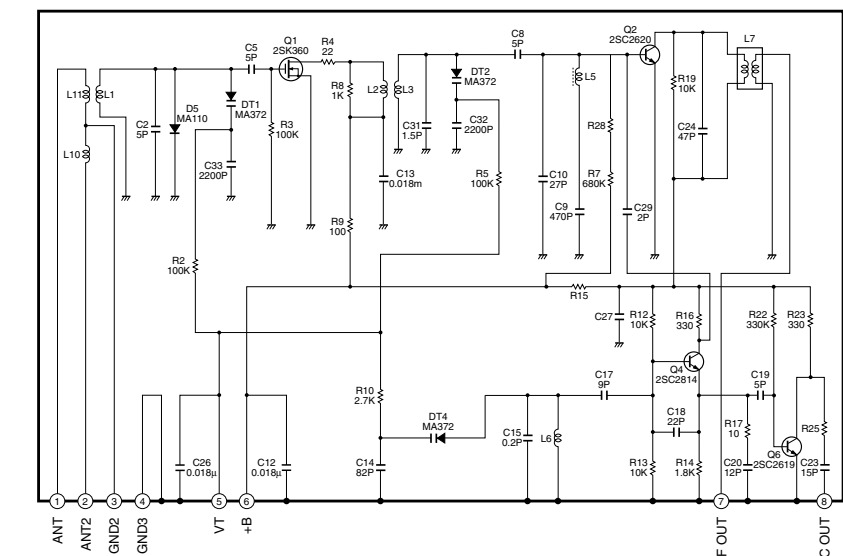 Q1
2SK360
R4
22
C5
5P
C8
5P
Q2
2SC2620
L7
L11
L1
C2
5P
D5
MA110
DT1
MA372
C33
2200P
R3
100K
R8
1K
L2
L3
C31
1.5P
DT2
MA372
C32
2200P
R5
100K
C13
0.018m
L5
R28
R7
680K
C10
27P
C9
470P
C29
2P
R19
10K
C24
47P
L10
R2
100K
R9
100
R15
C27
R12
10K
R16
330
R22
330K
R23
330
Q4
2SC2814
R10
2.7K
DT4
MA372
C17
9P
C19
5P
C15
0.2P
L6
C18
22P
R17
10
R25
Q6
2SC2619
C26
0.018µ
C12
0.018µ
C14
82P
R13
10K
R14
1.8K
C20
12P
C23
15P
1
2
3
4
5
6
7
8
ANT
ANT2
GND2
GND3
VT
+B
F OUT
C OUT